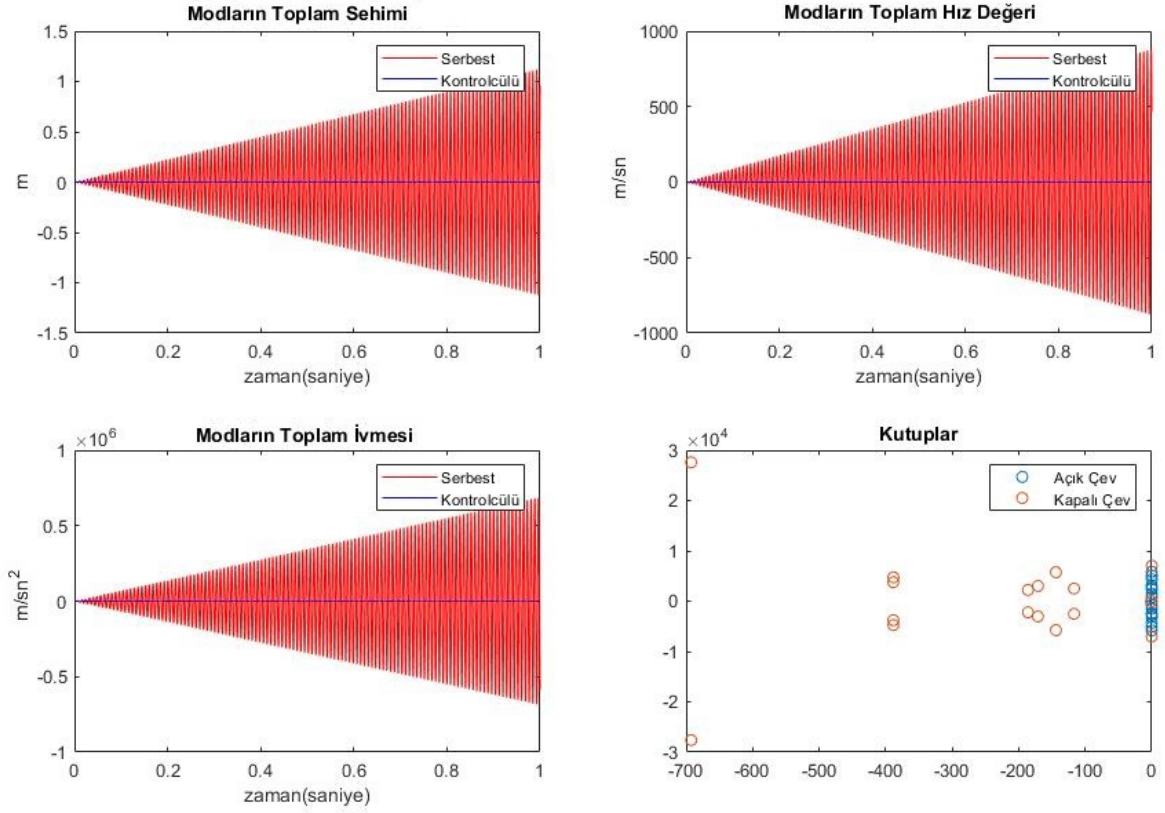 Modların Toplam Sehimi
1.5
1
0.5
0
-0.5
-1
-1.5
m
Serbest
Kontrolcülü
0 0.2 0.4 0.6 0.8 1
zaman(saniye)
Modların Toplam Hız Değeri
1000
500
0
-500
-1000
m/sn
Serbest
Kontrolcülü
0 0.2 0.4 0.6 0.8 1
zaman(saniye)
×10^6
Modların Toplam İvmesi
1
0.5
0
-0.5
-1
m/sn^2
Serbest
Kontrolcülü
0 0.2 0.4 0.6 0.8 1
zaman(saniye)
×10^4
Kutuplar
3
2
1
0
-1
-2
-3
Açık Çev
Kapalı Çev
-700 -600 -500 -400 -300 -200 -100 0